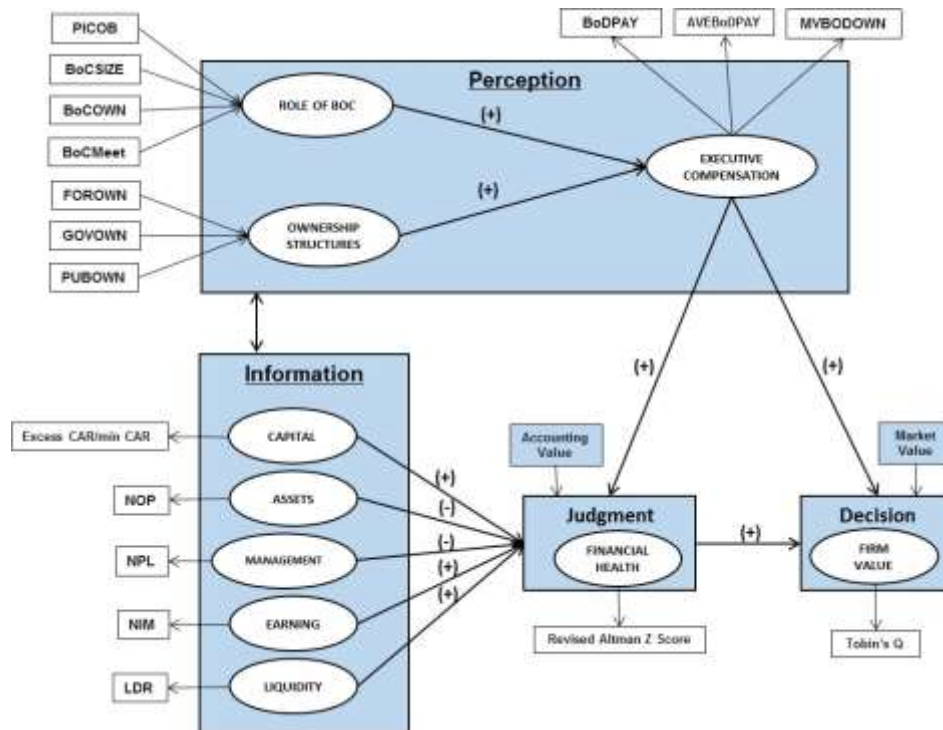 PICOB
BoCSIZE
BoCOWN
BoCMeet
FOROWN
GOVOWN
PUBOWN
BoDPAY
AVEBoDPAY
MVBODOWN
Perception
ROLE OF BOC
(+)
EXECUTIVE
COMPENSATION
(+)
OWNERSHIP
STRUCTURES
(+)
(+)
Information
CAPITAL
ASSETS
MANAGEMENT
EARNING
LIQUIDITY
Excess CAR/min CAR
NOP
NPL
NIM
LDR
(+)
(-)
(-)
(+)
(+)
Accounting
Value
Judgment
FINANCIAL
HEALTH
Revised Altman Z Score
(+)
Market
Value
Decision
FIRM
VALUE
Tobin's Q